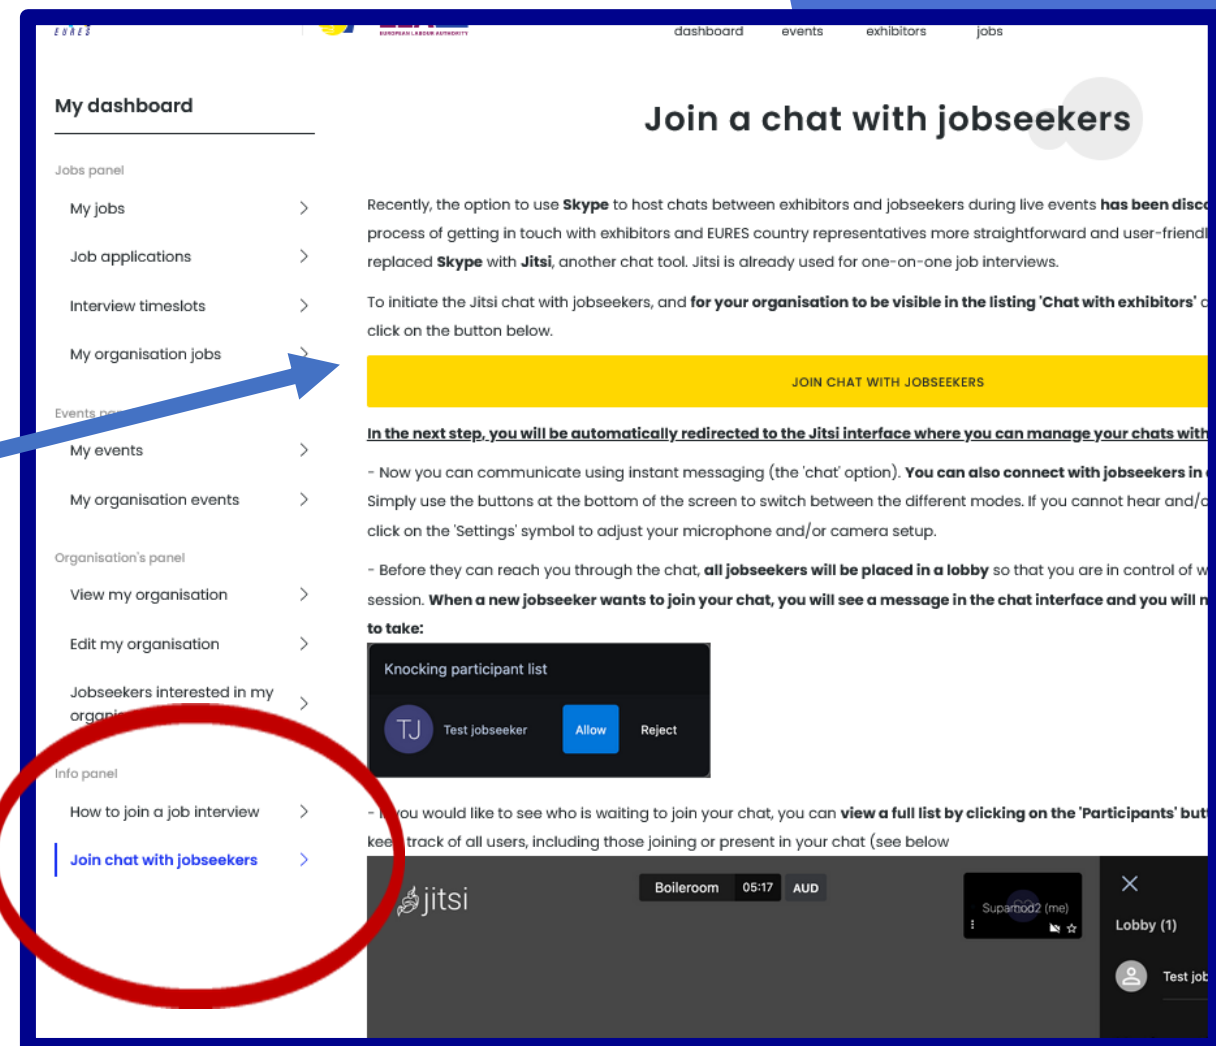 EURES
EUROPEAN LABOUR AUTHORITY
dashboard
events
exhibitors
jobs
My dashboard
Jobs panel
My jobs
Job applications
Interview timeslots
My organisation jobs
Events
My events
My organisation events
Organisation's panel
View my organisation
Edit my organisation
Jobseekers interested in my
Info panel
How to join a job interview
Join chat with jobseekers
Join a chat with jobseekers
Recently, the option to use Skype to host chats between exhibitors and jobseekers during live events has been
process of getting in touch with exhibitors and EURES country representatives more straightforward and
replaced Skype with Jitsi, another chat tool. Jitsi is already used for one-on-one job interviews.
To initiate the Jitsi chat with jobseekers, and for your organisation to be visible in the listing 'Chat with exhibitors'
click on the button below.
JOIN CHAT WITH JOBSEEKERS
In the next step, you will be automatically redirected to the Jitsi interface where you can manage your chats with
- Now you can communicate using instant messaging (the 'chat' option). You can also connect with jobseekers in
Simply use the buttons at the bottom of the screen to switch between the different modes. If you cannot hear
click on the 'Settings' symbol to adjust your microphone and/or camera setup.
- Before they can reach you through the chat, all jobseekers will be placed in a lobby so that you are in control of
session. When a new jobseeker wants to join your chat, you will see a message in the chat interface and you will
to take:
Knocking participant list
TJ
Test jobseeker
Allow
Reject
- If you would like to see who is waiting to join your chat, you can view a full list by clicking on the 'Participants'
keep track of all users, including those joining or present in your chat (see below
jitsi
Boileroom 05:17 AUD
Supamod2 (me)
Lobby (1)
Test